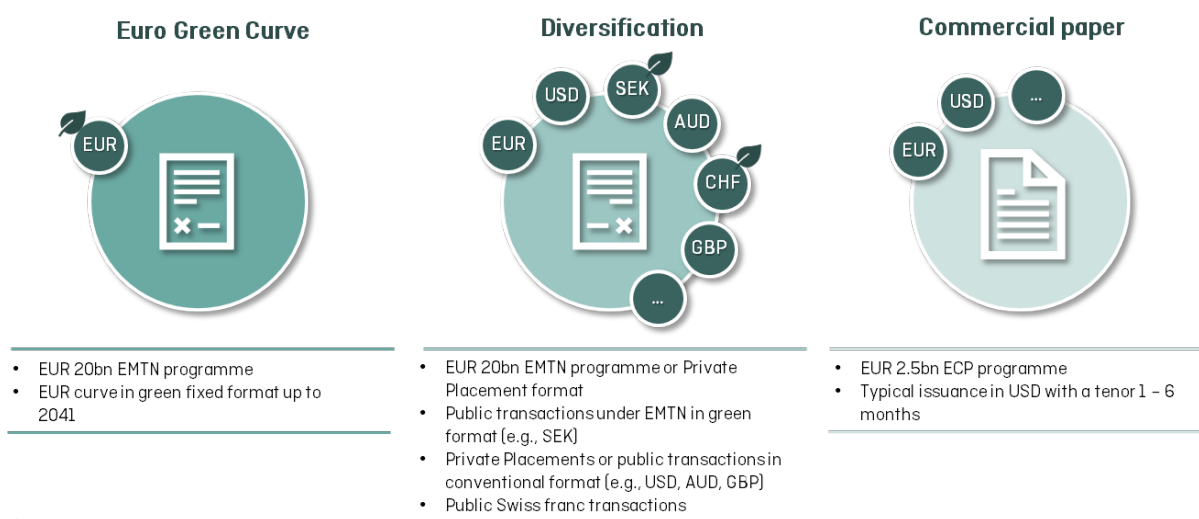 Euro Green Curve
EUR
• EUR 20bn EMTN programme
• EUR curve in green fixed format up to
2041
Diversification
EUR
USD
SEK
AUD
CHF
GBP
...
• EUR 20bn EMTN programme or Private
Placement format
• Public transactions under EMTN in green
format (e.g., SEK)
• Private Placements or public transactions in
conventional format (e.g., USD, AUD, GBP)
• Public Swiss franc transactions
Commercial paper
EUR
USD
...
• EUR 2.5bn ECP programme
• Typical issuance in USD with a tenor 1 – 6
months